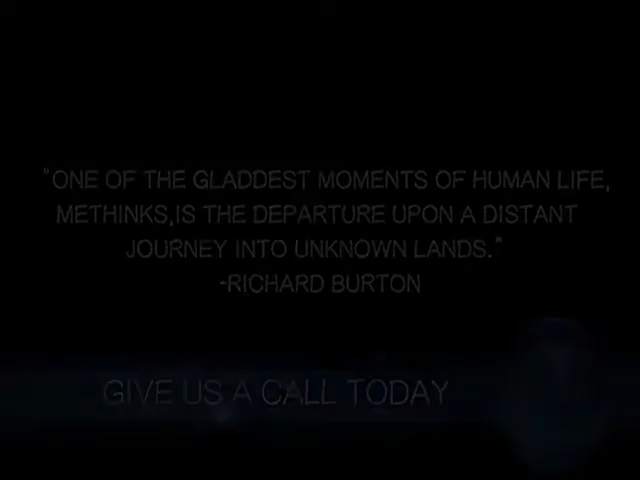 "ONE OF THE GLADDEST MOMENTS OF HUMAN LIFE,
METHINKS,IS THE DEPARTURE UPON A DISTANT
JOURNEY INTO UNKNOWN LANDS."
-RICHARD BURTON
GIVE US A CALL TODAY